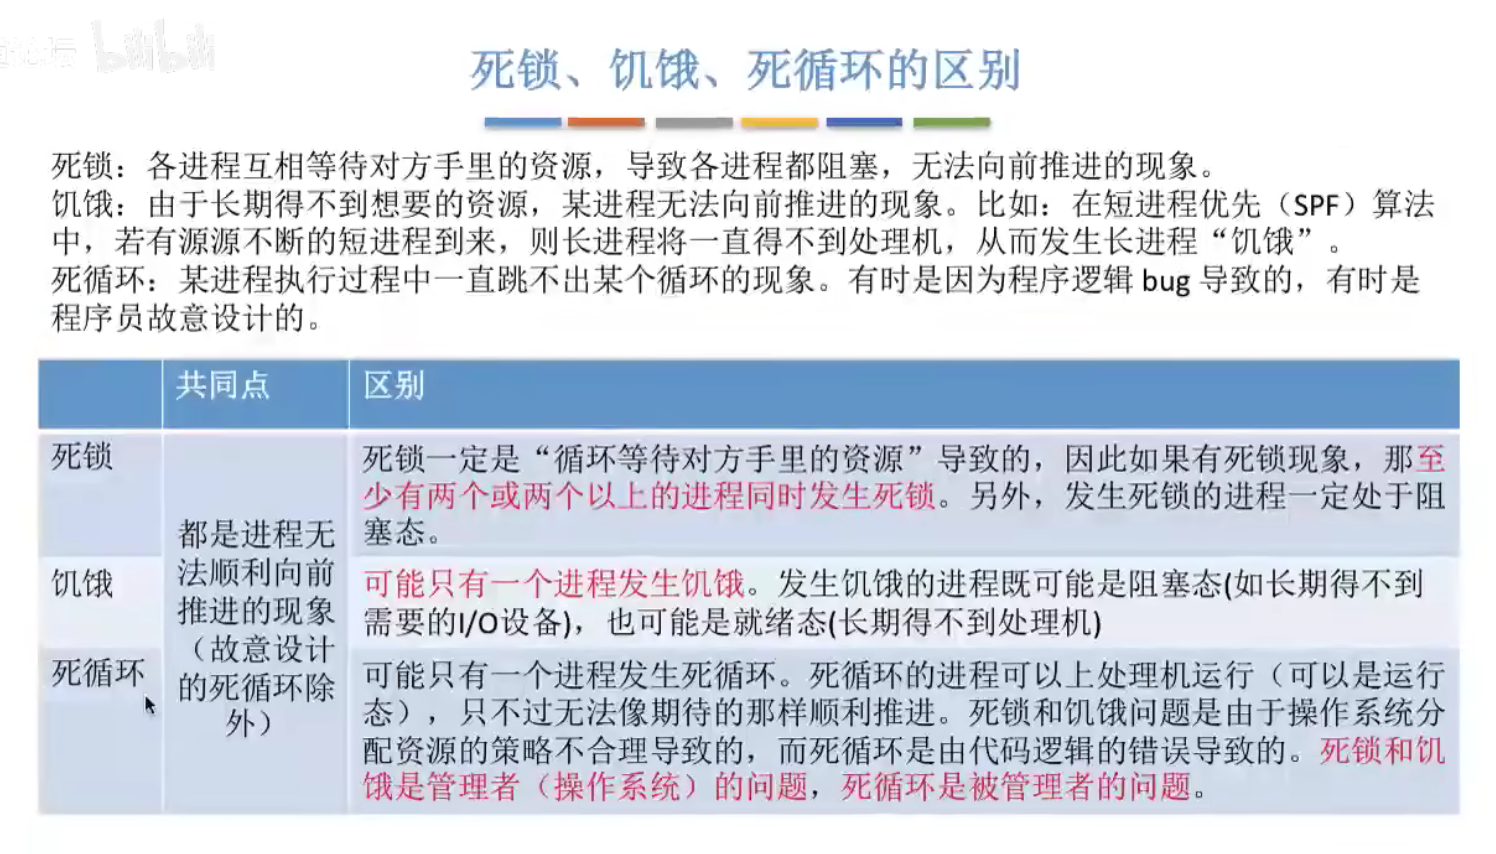 bilibili
死锁、饥饿、死循环的区别
死锁：各进程互相等待对方手里的资源，导致各进程都阻塞，无法向前推进的现象。
饥饿：由于长期得不到想要的资源，某进程无法向前推进的现象。比如：在短进程优先（SPF）算法
中，若有源源不断的短进程到来，则长进程将一直得不到处理机，从而发生长进程“饥饿”。
死循环：某进程执行过程中一直跳不出某个循环的现象。有时是因为程序逻辑 bug 导致的，有时是
程序员故意设计的。
共同点
区别
死锁
都是进程无
法顺利向前
推进的现象
（故意设计
的死循环除
外）
死锁一定是“循环等待对方手里的资源”导致的，因此如果有死锁现象，那至
少有两个或两个以上的进程同时发生死锁。另外，发生死锁的进程一定处于阻
塞态。
饥饿
可能只有一个进程发生饥饿。发生饥饿的进程既可能是阻塞态(如长期得不到
需要的I/O设备)，也可能是就绪态(长期得不到处理机)
死循环
可能只有一个进程发生死循环。死循环的进程可以上处理机运行（可以是运行
态），只不过无法像期待的那样顺利推进。死锁和饥饿问题是由于操作系统分
配资源的策略不合理导致的，而死循环是由代码逻辑的错误导致的。死锁和饥
饿是管理者（操作系统）的问题，死循环是被管理者的问题。